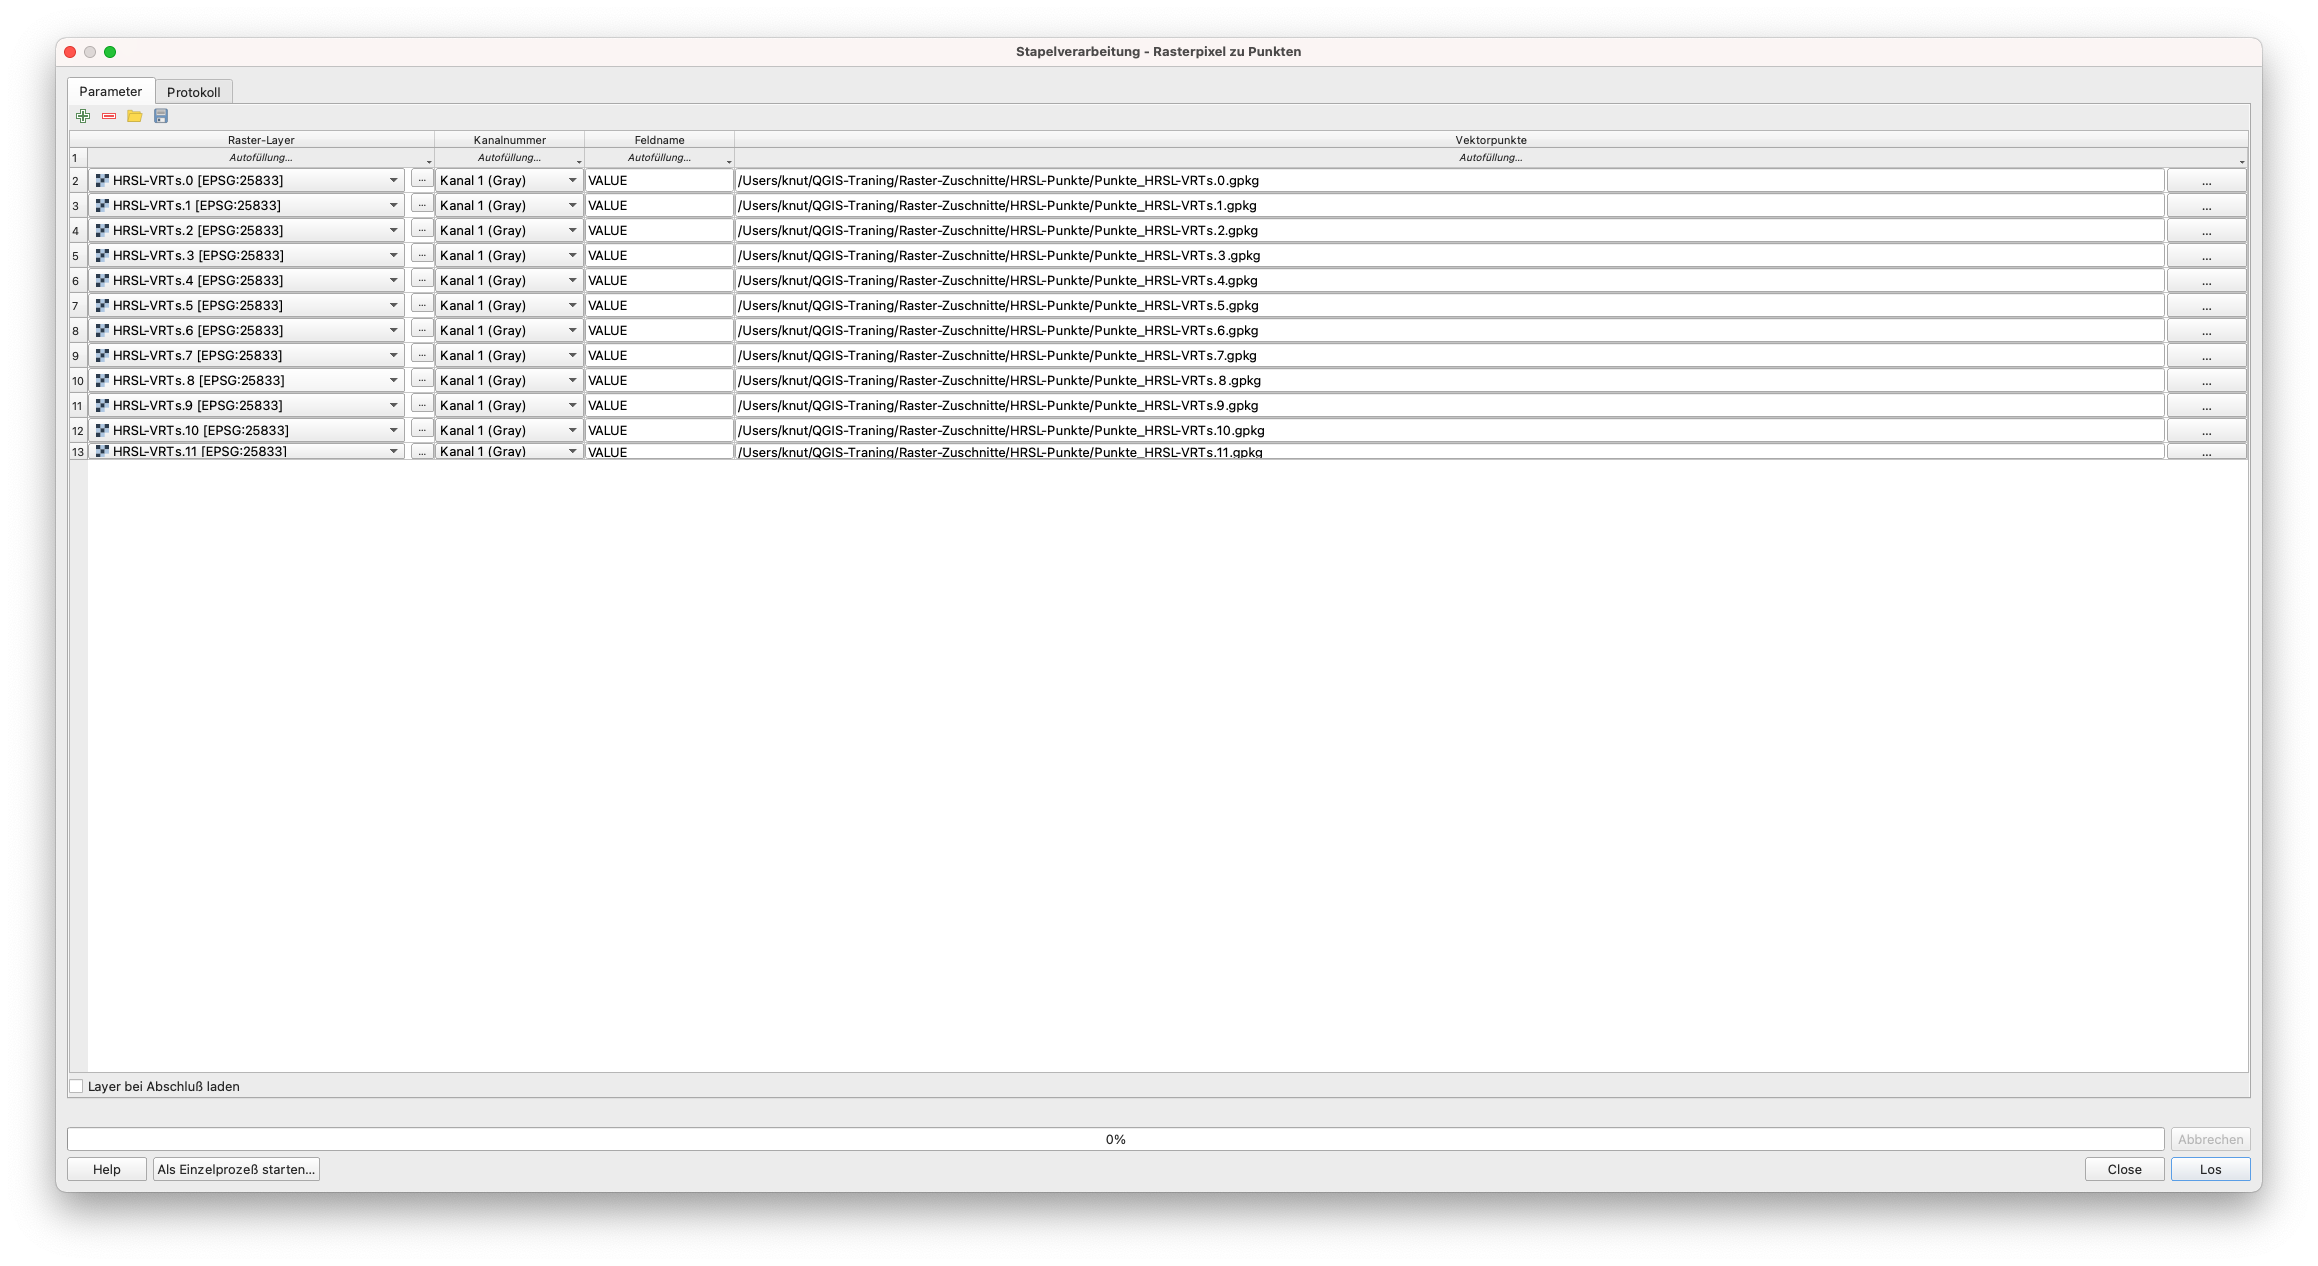 Stapelverarbeitung - Rasterpixel zu Punkten
Parameter Protokoll
Raster-Layer Kanalnummer Feldname Vektorpunkte
1 Autofüllung... Autofüllung... Autofüllung... Autofüllung...
2 HRSL-VRTs.0 [EPSG:25833] ... Kanal 1 (Gray) VALUE /Users/knut/QGIS-Traning/Raster-Zuschnitte/HRSL-Punkte/Punkte_HRSL-VRTs.0.gpkg ...
3 HRSL-VRTs.1 [EPSG:25833] ... Kanal 1 (Gray) VALUE /Users/knut/QGIS-Traning/Raster-Zuschnitte/HRSL-Punkte/Punkte_HRSL-VRTs.1.gpkg ...
4 HRSL-VRTs.2 [EPSG:25833] ... Kanal 1 (Gray) VALUE /Users/knut/QGIS-Traning/Raster-Zuschnitte/HRSL-Punkte/Punkte_HRSL-VRTs.2.gpkg ...
5 HRSL-VRTs.3 [EPSG:25833] ... Kanal 1 (Gray) VALUE /Users/knut/QGIS-Traning/Raster-Zuschnitte/HRSL-Punkte/Punkte_HRSL-VRTs.3.gpkg ...
6 HRSL-VRTs.4 [EPSG:25833] ... Kanal 1 (Gray) VALUE /Users/knut/QGIS-Traning/Raster-Zuschnitte/HRSL-Punkte/Punkte_HRSL-VRTs.4.gpkg ...
7 HRSL-VRTs.5 [EPSG:25833] ... Kanal 1 (Gray) VALUE /Users/knut/QGIS-Traning/Raster-Zuschnitte/HRSL-Punkte/Punkte_HRSL-VRTs.5.gpkg ...
8 HRSL-VRTs.6 [EPSG:25833] ... Kanal 1 (Gray) VALUE /Users/knut/QGIS-Traning/Raster-Zuschnitte/HRSL-Punkte/Punkte_HRSL-VRTs.6.gpkg ...
9 HRSL-VRTs.7 [EPSG:25833] ... Kanal 1 (Gray) VALUE /Users/knut/QGIS-Traning/Raster-Zuschnitte/HRSL-Punkte/Punkte_HRSL-VRTs.7.gpkg ...
10 HRSL-VRTs.8 [EPSG:25833] ... Kanal 1 (Gray) VALUE /Users/knut/QGIS-Traning/Raster-Zuschnitte/HRSL-Punkte/Punkte_HRSL-VRTs.8.gpkg ...
11 HRSL-VRTs.9 [EPSG:25833] ... Kanal 1 (Gray) VALUE /Users/knut/QGIS-Traning/Raster-Zuschnitte/HRSL-Punkte/Punkte_HRSL-VRTs.9.gpkg ...
12 HRSL-VRTs.10 [EPSG:25833] ... Kanal 1 (Gray) VALUE /Users/knut/QGIS-Traning/Raster-Zuschnitte/HRSL-Punkte/Punkte_HRSL-VRTs.10.gpkg ...
13 HRSL-VRTs.11 [EPSG:25833] ... Kanal 1 (Gray) VALUE /Users/knut/QGIS-Traning/Raster-Zuschnitte/HRSL-Punkte/Punkte_HRSL-VRTs.11.gpkg ...
Layer bei Abschluß laden
0% Abbrechen
Help Als Einzelprozeß starten... Close Los